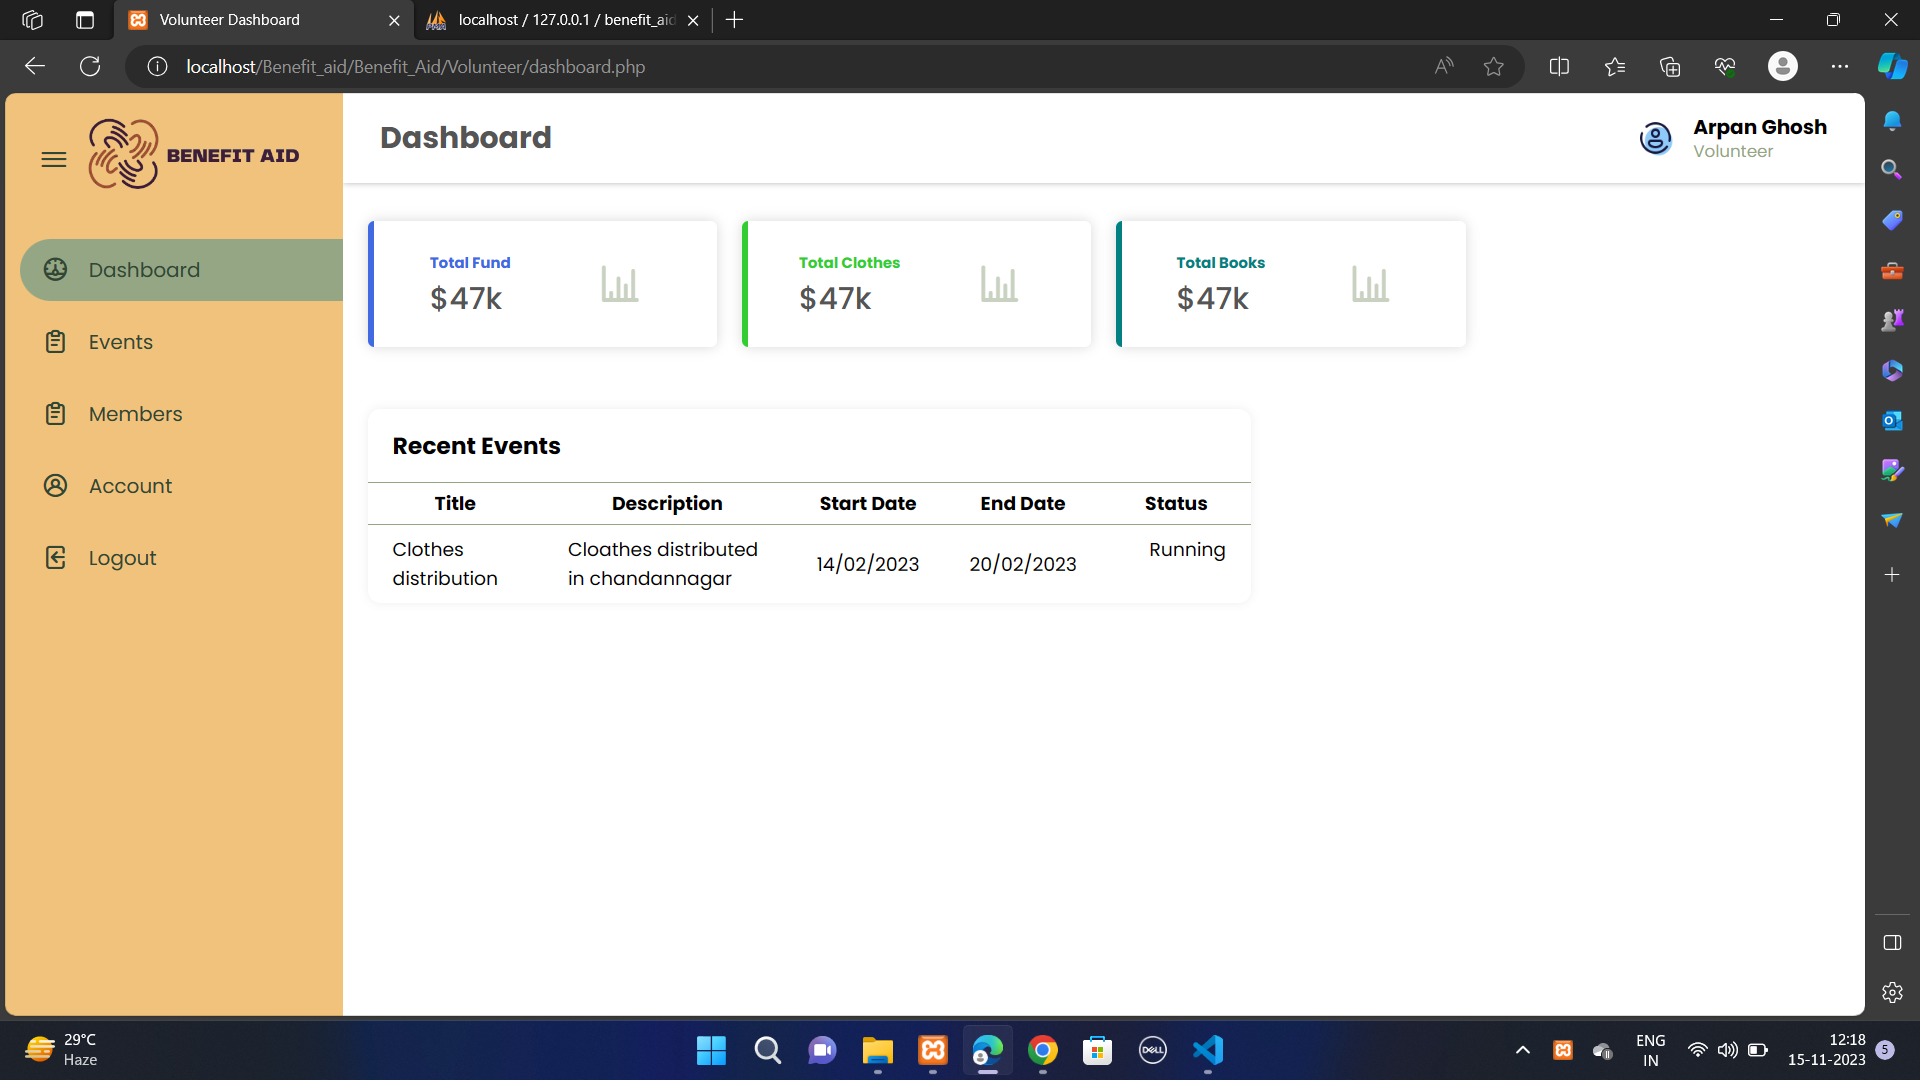 Volunteer Dashboard
localhost / 127.0.0.1 / benefit_aid
localhost/Benefit_aid/Benefit_Aid/Volunteer/dashboard.php
BENEFIT AID
Dashboard
Arpan Ghosh
Volunteer
Dashboard
Events
Members
Account
Logout
Total Fund
$47k
Total Clothes
$47k
Total Books
$47k
Recent Events
Title Description Start Date End Date Status
Clothes distribution
Cloathes distributed in chandannagar
14/02/2023
20/02/2023
Running
29°C
Haze
DELL
ENG
IN
12:18
15-11-2023
5